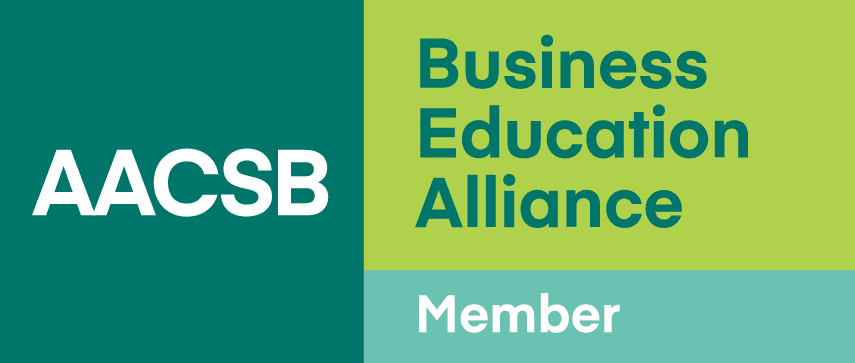 AACSB
Business
Education
Alliance
Member